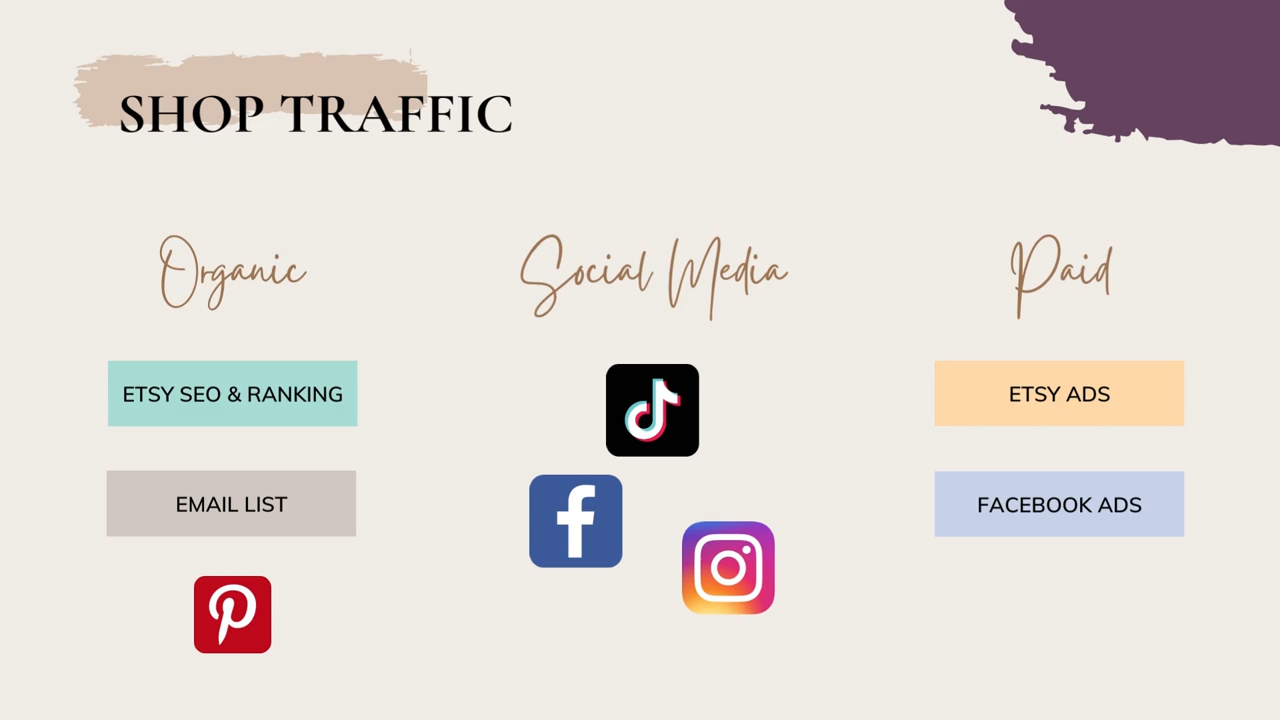 SHOP TRAFFIC
Organic
Social Media
Paid
ETSY SEO & RANKING
ETSY ADS
EMAIL LIST
FACEBOOK ADS